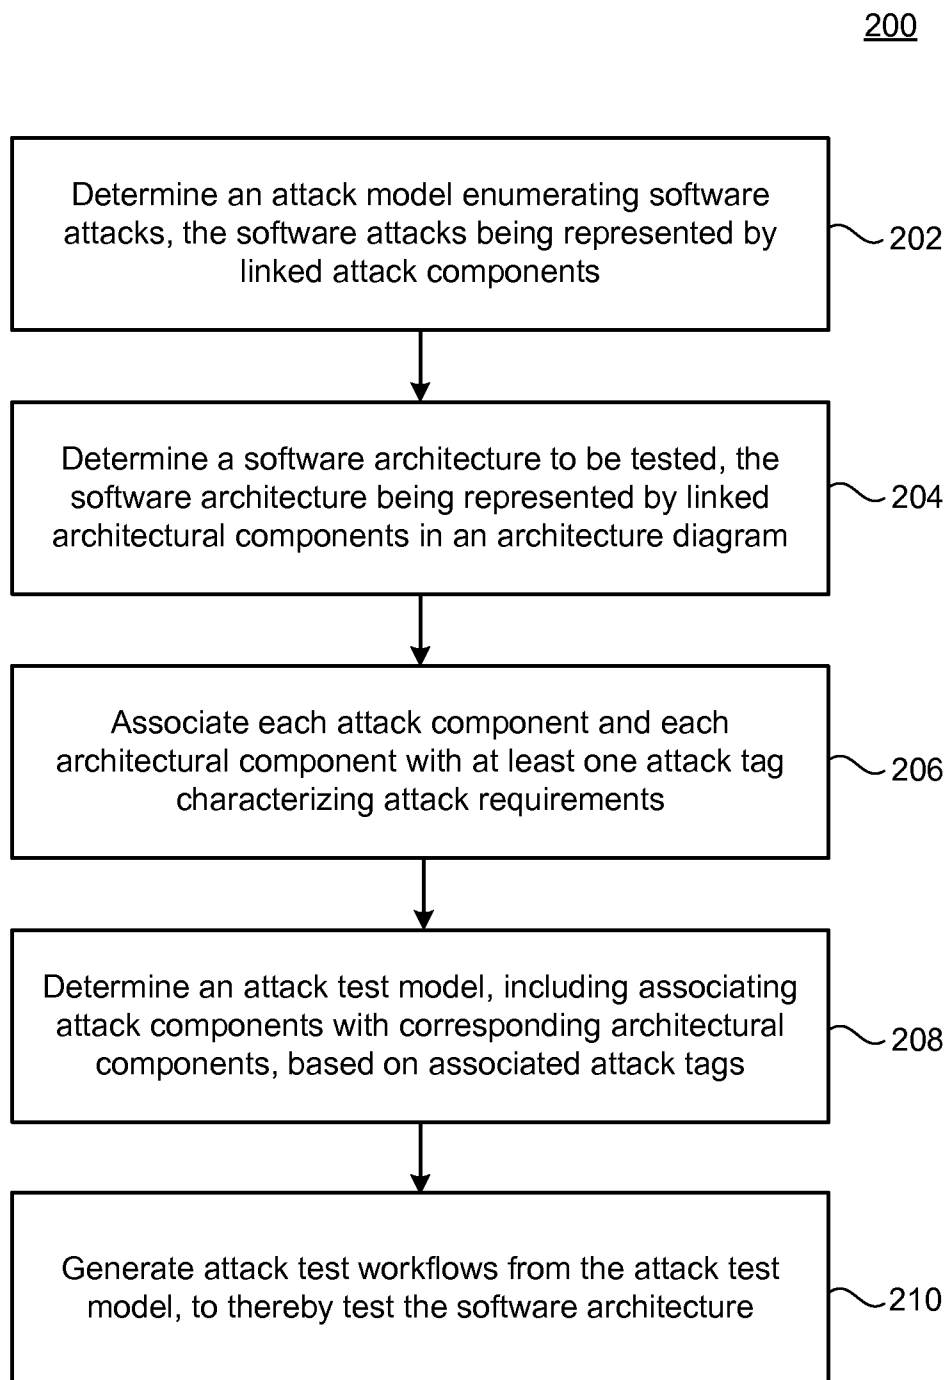 200
Determine an attack model enumerating software
attacks, the software attacks being represented by
linked attack components
202
Determine a software architecture to be tested, the
software architecture being represented by linked
architectural components in an architecture diagram
204
Associate each attack component and each
architectural component with at least one attack tag
characterizing attack requirements
206
Determine an attack test model, including associating
attack components with corresponding architectural
components, based on associated attack tags
208
Generate attack test workflows from the attack test
model, to thereby test the software architecture
210